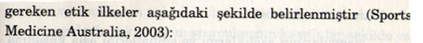 gereken etik ilkeler aşağıdaki şekilde belirlenmiştir (Sports
Medicine Australia, 2003):